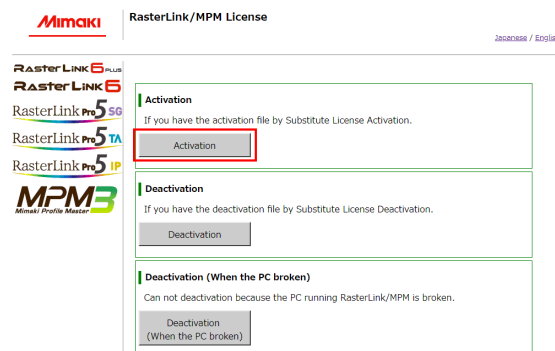 Mimaki
RasterLink/MPM License
Japanese / Englis
RasterLink6PLUS
RasterLink6
RasterLink Pro5 SG
RasterLink Pro5 TA
RasterLink Pro5 IP
MPM3
Mimaki Profile Master
Activation
If you have the activation file by Substitute License Activation.
Activation
Deactivation
If you have the deactivation file by Substitute License Deactivation.
Deactivation
Deactivation (When the PC broken)
Can not deactivation because the PC running RasterLink/MPM is broken.
Deactivation
(When the PC broken)